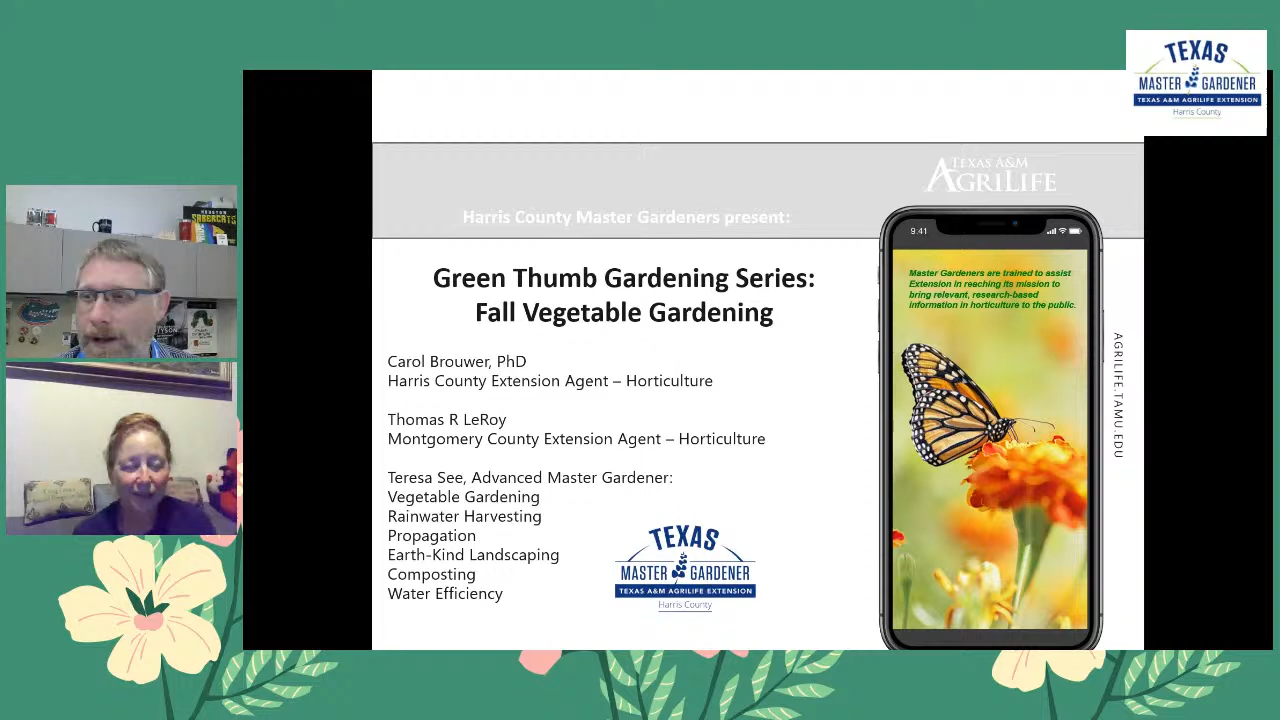 TEXAS
MASTER GARDENER
TEXAS A&M AGRILIFE EXTENSION
Harris County
TEXAS A&M
AGRILIFE
Harris County Master Gardeners present:
9:41
Green Thumb Gardening Series:
Fall Vegetable Gardening
Master Gardeners are trained to assist
Extension in reaching its mission to
bring relevant, research-based
information in horticulture to the public.
Carol Brouwer, PhD
Harris County Extension Agent – Horticulture
Thomas R LeRoy
Montgomery County Extension Agent – Horticulture
Teresa See, Advanced Master Gardener:
Vegetable Gardening
Rainwater Harvesting
Propagation
Earth-Kind Landscaping
Composting
Water Efficiency
TEXAS
MASTER GARDENER
TEXAS A&M AGRILIFE EXTENSION
Harris County
AGRILIFE.TAMU.EDU
HOUSTON
SABERCATS
TYSON